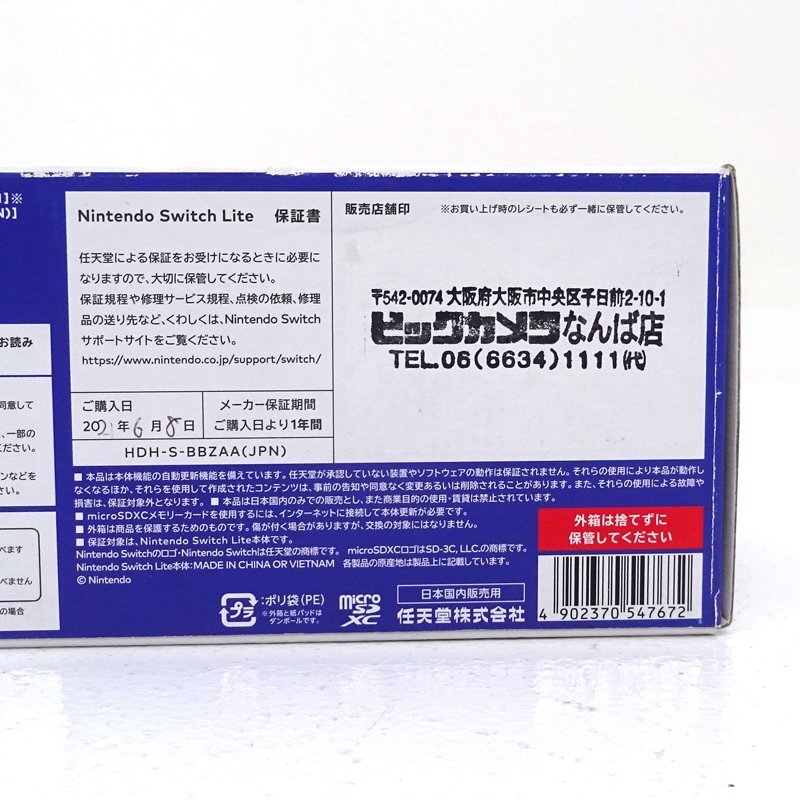 N)]
Nintendo Switch Lite 保証書
任天堂による保証をお受けになるときに必要に
なりますので、大切に保管してください。
保証規程や修理サービス規程、点検の依頼、修理
品の送り先など、くわしくは、Nintendo Switch
サポートサイトをご覧ください。
https://www.nintendo.co.jp/support/switch/
ご購入日
2021年6月8日
メーカー保証期間
ご購入日より1年間
HDH-S-BBZAA(JPN)
販売店舗印 ※お買い上げ時のレシートも必ず一緒に保管してください。
〒542-0074 大阪府大阪市中央区千日前2-10-1
ビックカメラなんば店
TEL.06(6634)1111(代)
お読み
同意して
、一部の
ください。
ンなどを
べます
べません
の場合
■ 本品は本体機能の自動更新機能を備えています。任天堂が承認していない装置やソフトウェアの動作は保証されません。それらの使用により本品が動作し
なくなるほか、それらを使用して作成されたコンテンツは、事前の告知や同意なく変更あるいは削除されることがあります。また、それらの使用による故障や
損害は、保証対象外となります。 ■ 本品は日本国内のみでの販売とし、また商業目的の使用・賃貸は禁止されています。
■ microSDXCメモリーカードを使用するには、インターネットに接続して本体更新が必要です。
■ 外箱は商品を保護するためのものです。傷が付く場合がありますが、交換の対象にはなりません。
■ 保証対象は、Nintendo Switch Lite本体です。
Nintendo Switchのロゴ・Nintendo Switchは任天堂の商標です。 microSDXCロゴはSD-3C, LLC.の商標です。
Nintendo Switch Lite本体：MADE IN CHINA OR VIETNAM 各製品の原産地は製品上に記載しています。
© Nintendo
外箱は捨てずに
保管してください
プラ
：ポリ袋(PE)
※外箱と紙パッドは
ダンボールです。
micro
SD
XC
日本国内販売用
任天堂株式会社
4 902370 547672